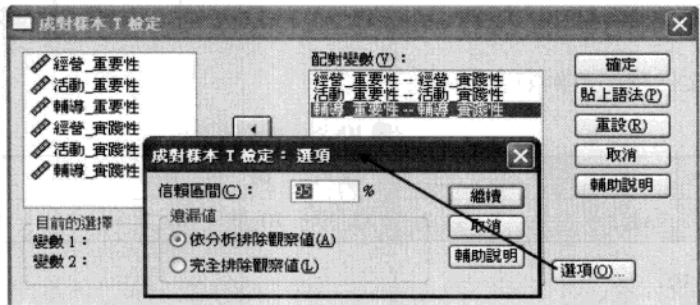 成對樣本 T 檢定
經營_重要性
活動_重要性
輔導_重要性
經營_實踐性
活動_實踐性
輔導_實踐性
目前的選擇
變數 1：
變數 2：
配對變數(V)：
經營_重要性 -- 經營_實踐性
活動_重要性 -- 活動_實踐性
輔導_重要性 -- 輔導_實踐性
確定
貼上語法(P)
重設(R)
取消
輔助說明
選項(O)...
成對樣本 T 檢定：選項
信賴區間(C)：
95 %
遺漏值
依分析排除觀察值(A)
完全排除觀察值(L)
繼續
取消
輔助說明